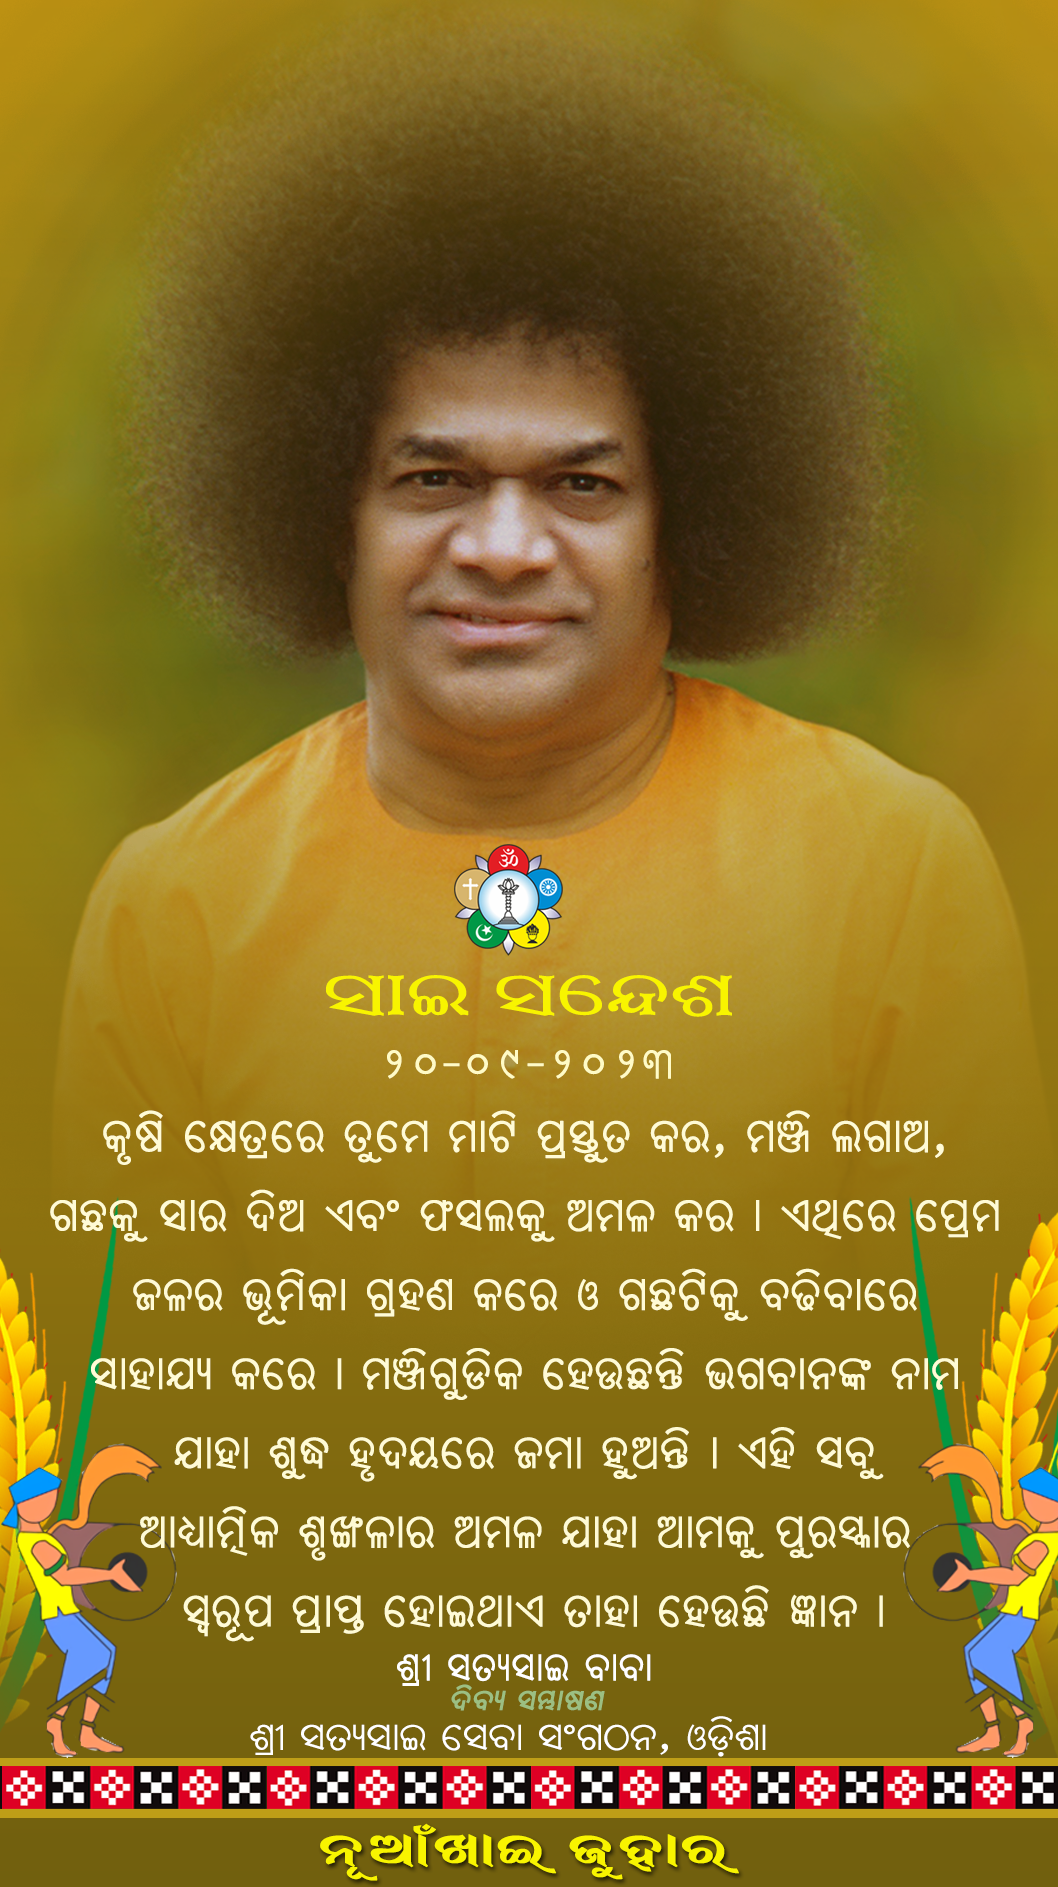 ସାଇ ସନ୍ଦେଶ
୨୦-୦୯-୨୦୨୩
କୃଷି କ୍ଷେତ୍ରରେ ତୁମେ ମାଟି ପ୍ରସ୍ତୁତ କର, ମଞ୍ଜି ଲଗାଅ,
ଗଛକୁ ସାର ଦିଅ ଏବଂ ଫସଲକୁ ଅମଳ କର । ଏଥିରେ ପ୍ରେମ
ଜଳର ଭୂମିକା ଗ୍ରହଣ କରେ ଓ ଗଛଟିକୁ ବଢିବାରେ
ସାହାଯ୍ୟ କରେ । ମଞ୍ଜିଗୁଡିକ ହେଉଛନ୍ତି ଭଗବାନଙ୍କ ନାମ
ଯାହା ଶୁଦ୍ଧ ହୃଦୟରେ ଜମା ହୁଅନ୍ତି । ଏହି ସବୁ
ଆଧ୍ୟାତ୍ମିକ ଶୃଙ୍ଖଳାର ଅମଳ ଯାହା ଆମକୁ ପୁରସ୍କାର
ସ୍ୱରୂପ ପ୍ରାପ୍ତ ହୋଇଥାଏ ତାହା ହେଉଛି ଜ୍ଞାନ ।
ଶ୍ରୀ ସତ୍ୟସାଇ ବାବା
ଦିବ୍ୟ ସମ୍ଭାଷଣ
ଶ୍ରୀ ସତ୍ୟସାଇ ସେବା ସଂଗଠନ, ଓଡ଼ିଶା
ନୂଆଁଖାଇ ଜୁହାର